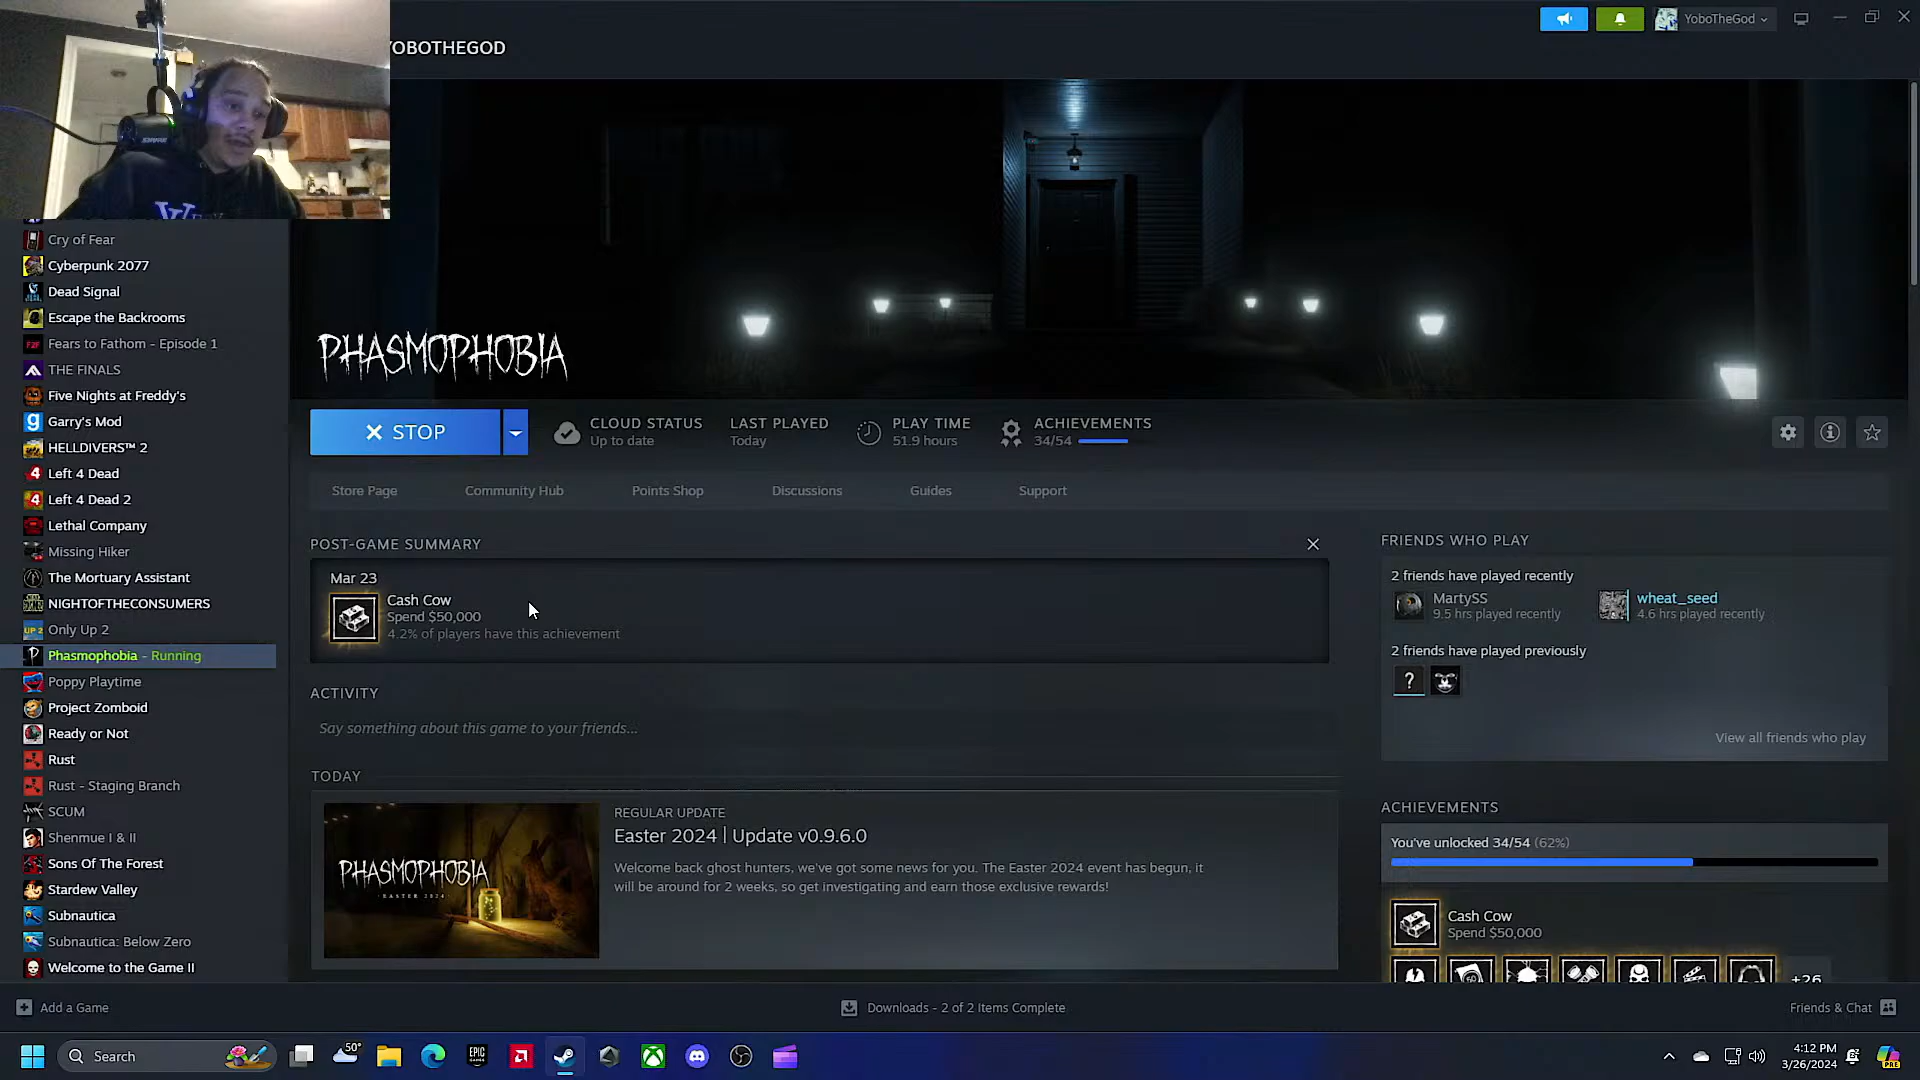 YOBOTHEGOD
YoboTheGod
SHURE
Cry of Fear
Cyberpunk 2077
Dead Signal
Escape the Backrooms
Fears to Fathom - Episode 1
THE FINALS
Five Nights at Freddy's
Garry's Mod
HELLDIVERS™ 2
Left 4 Dead
Left 4 Dead 2
Lethal Company
Missing Hiker
The Mortuary Assistant
NIGHTOFTHECONSUMERS
Only Up 2
Phasmophobia - Running
Poppy Playtime
Project Zomboid
Ready or Not
Rust
Rust - Staging Branch
SCUM
Shenmue I & II
Sons Of The Forest
Stardew Valley
Subnautica
Subnautica: Below Zero
Welcome to the Game II
PHASMOPHOBIA
STOP
CLOUD STATUS
Up to date
LAST PLAYED
Today
PLAY TIME
51.9 hours
ACHIEVEMENTS
34/54
Store Page
Community Hub
Points Shop
Discussions
Guides
Support
POST-GAME SUMMARY
Mar 23
Cash Cow
Spend $50,000
4.2% of players have this achievement
ACTIVITY
Say something about this game to your friends...
TODAY
PHASMOPHOBIA
EASTER 2024
REGULAR UPDATE
Easter 2024 | Update v0.9.6.0
Welcome back ghost hunters, we've got some news for you. The Easter 2024 event has begun, it
will be around for 2 weeks, so get investigating and earn those exclusive rewards!
FRIENDS WHO PLAY
2 friends have played recently
MartySS
9.5 hrs played recently
wheat_seed
4.6 hrs played recently
2 friends have played previously
?
View all friends who play
ACHIEVEMENTS
You've unlocked 34/54 (62%)
Cash Cow
Spend $50,000
+26
Add a Game
Downloads - 2 of 2 Items Complete
Friends & Chat
Search
50°
EPIC
GAMES
4:12 PM
3/26/2024
PRE